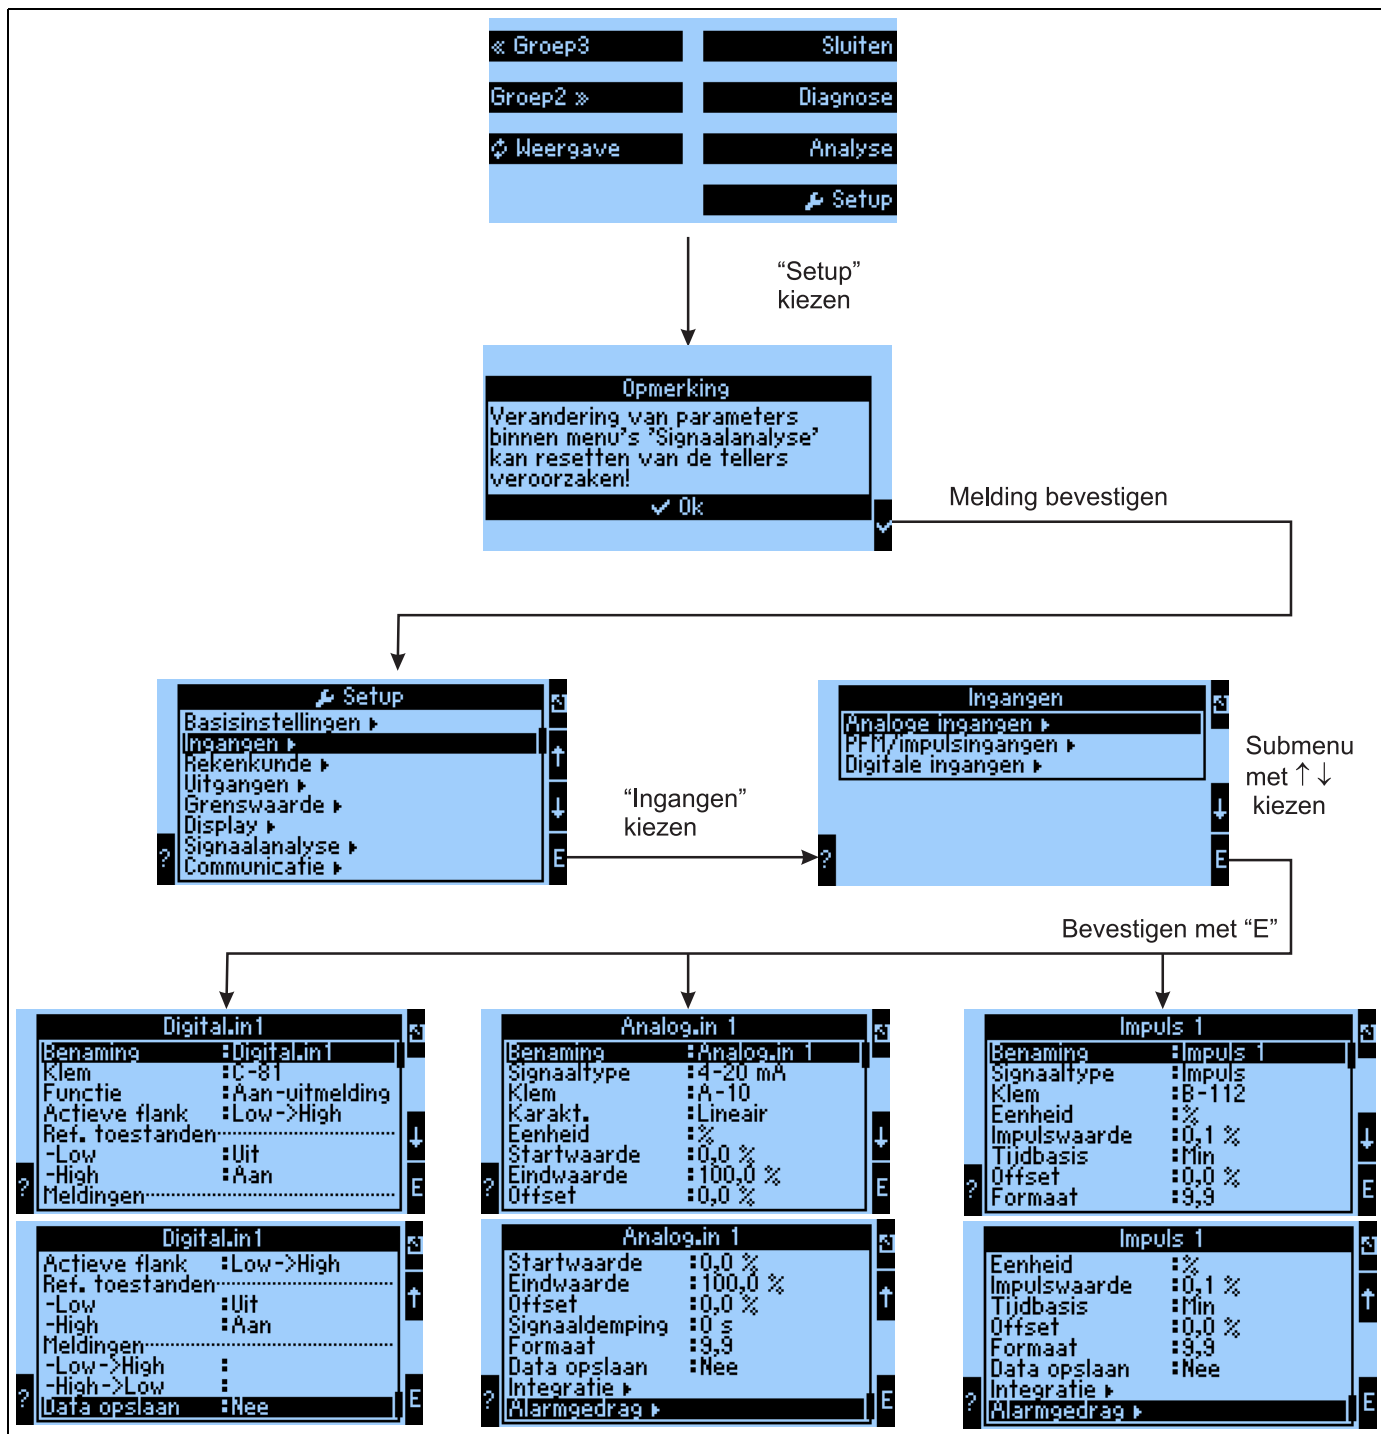 « Groep3
Sluiten
Groep2 »
Diagnose
Weergave
Analyse
Setup
“Setup”
kiezen
Opmerking
Verandering van parameters
binnen menu's 'Signaalanalyse'
kan resetten van de tellers
veroorzaken!
✓ Ok
Melding bevestigen
Setup
Basisinstellingen ▸
Ingangen ▸
Rekenkunde ▸
Uitgangen ▸
Grenswaarde ▸
Display ▸
Signaalanalyse ▸
Communicatie ▸
↑
↓
?
E
“Ingangen”
kiezen
Ingangen
Analoge ingangen ▸
PFM/impulsingangen ▸
Digitale ingangen ▸
↓
?
E
Submenu
met ↑↓
kiezen
Bevestigen met “E”
Digital.in1
Benaming :Digital.in1
Klem :C-81
Functie :Aan-uitmelding
Actieve flank :Low->High
Ref. toestanden
-Low :Uit
-High :Aan
Meldingen
↓
?
E
Analog.in 1
Benaming :Analog.in 1
Signaaltype :4-20 mA
Klem :A-10
Karakt. :Lineair
Eenheid :%
Startwaarde :0,0 %
Eindwaarde :100,0 %
Offset :0,0 %
↓
?
E
Impuls 1
Benaming :Impuls 1
Signaaltype :Impuls
Klem :B-112
Eenheid :%
Impulswaarde :0,1 %
Tijdbasis :Min
Offset :0,0 %
Formaat :9,9
↓
?
E
Digital.in1
Actieve flank :Low->High
Ref. toestanden
-Low :Uit
-High :Aan
Meldingen
-Low->High :
-High->Low :
Data opslaan :Nee
↑
?
E
Analog.in 1
Startwaarde :0,0 %
Eindwaarde :100,0 %
Offset :0,0 %
Signaaldemping :0 s
Formaat :9,9
Data opslaan :Nee
Integratie ▸
Alarmgedrag ▸
↑
?
E
Impuls 1
Eenheid :%
Impulswaarde :0,1 %
Tijdbasis :Min
Offset :0,0 %
Formaat :9,9
Data opslaan :Nee
Integratie ▸
Alarmgedrag ▸
↑
?
E